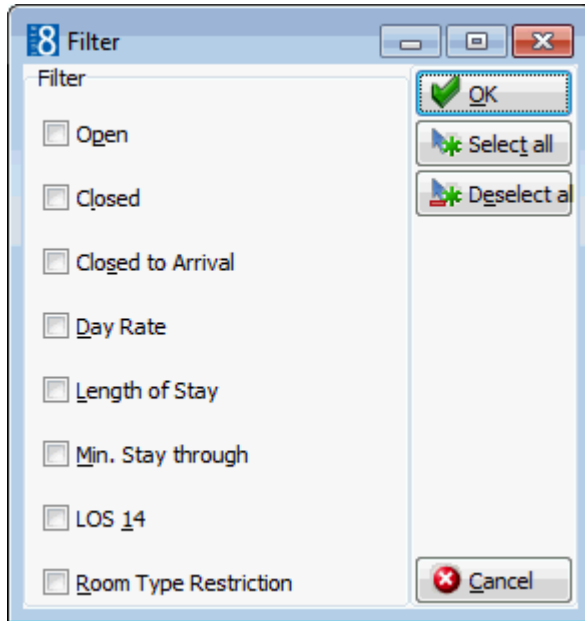 8 Filter
Filter
Open
Closed
Closed to Arrival
Day Rate
Length of Stay
Min. Stay through
LOS 14
Room Type Restriction
OK
Select all
Deselect al
Cancel